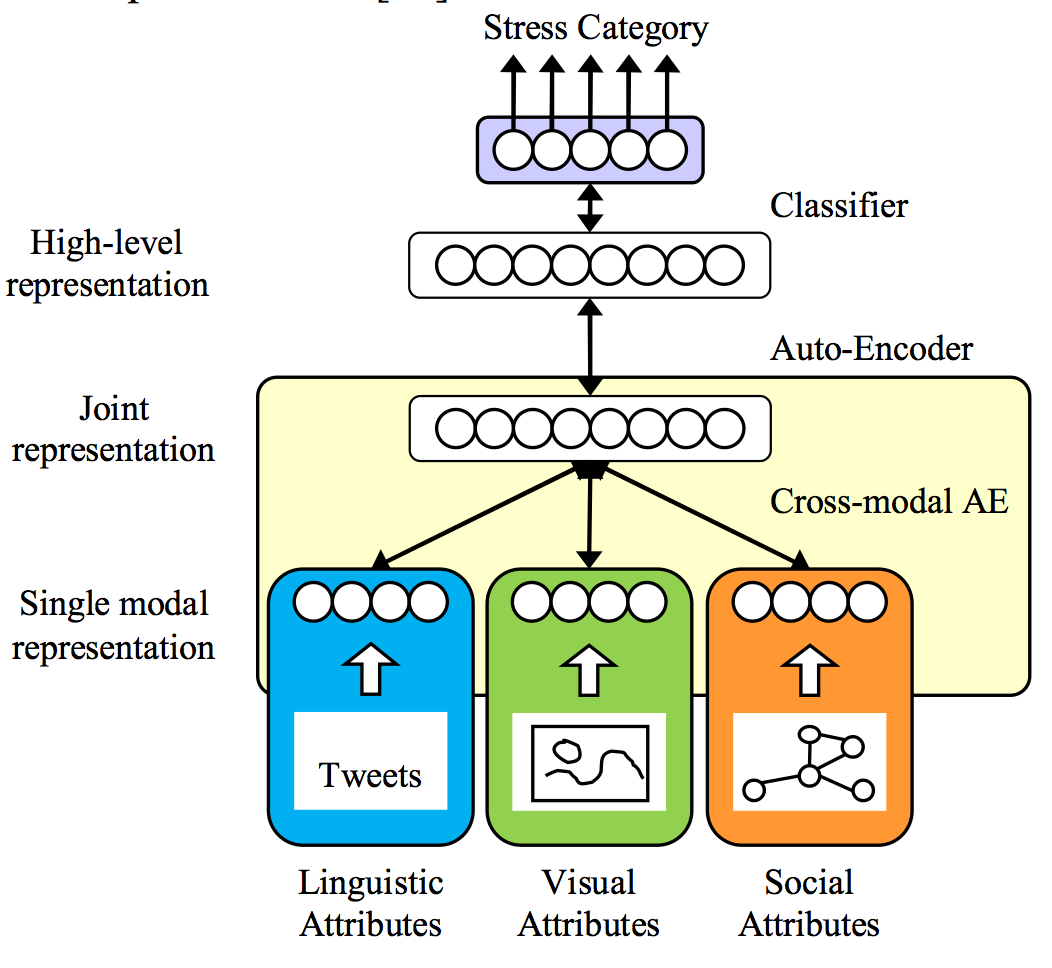 Stress Category
Classifier
High-level
representation
Auto-Encoder
Joint
representation
Cross-modal AE
Single modal
representation
Tweets
Linguistic
Attributes
Visual
Attributes
Social
Attributes